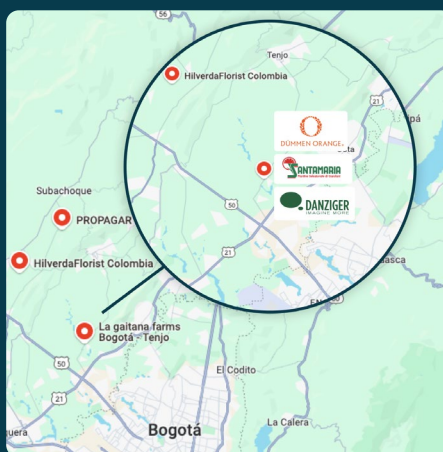 56
Tenjo
HilverdaFlorist Colombia
21
DÜMMEN ORANGE
SANTAMARIA
DANZIGER
IMAGINE MORE
Subachoque
50
PROPAGAR
21
HilverdaFlorist Colombia
La gaitana farms
Bogotá - Tenjo
50
El Codito
21
La Calera
Bogotá